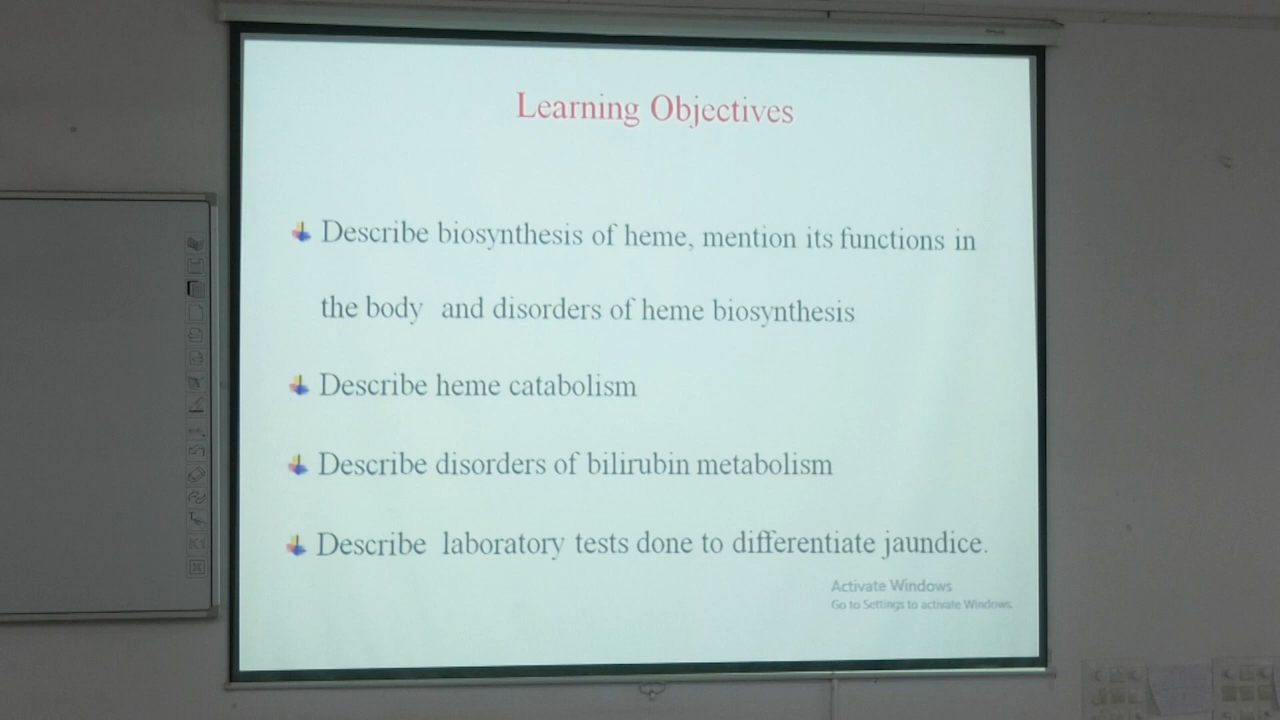 Learning Objectives
Describe biosynthesis of heme, mention its functions in
the body and disorders of heme biosynthesis
Describe heme catabolism
Describe disorders of bilirubin metabolism
Describe laboratory tests done to differentiate jaundice.
Activate Windows
Go to Settings to activate Windows.